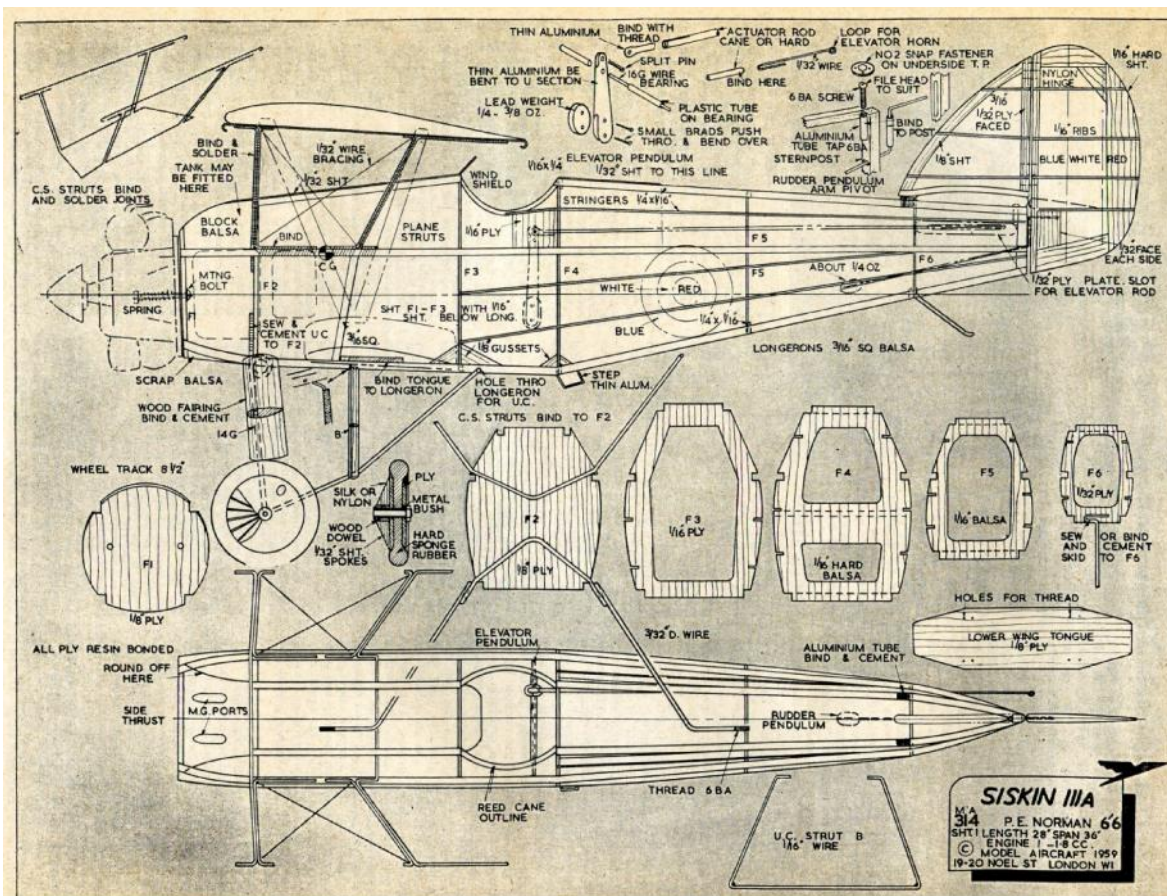 THIN ALUMINIUM
BIND WITH
THREAD
ACTUATOR ROD
CANE OR HARD
LOOP FOR
ELEVATOR HORN
SPLIT PIN
16G WIRE
BEARING
1/32" WIRE
NO2 SNAP FASTENER
ON UNDERSIDE T.P.
1/16" HARD
SHT.
THIN ALUMINIUM BE
BENT TO U SECTION
BIND HERE
FILE HEAD
TO SUIT
NYLON
HINGE
LEAD WEIGHT
1/4 - 3/8 OZ.
PLASTIC TUBE
ON BEARING
6 BA SCREW
BIND
TO POST
3/16"
1/32" PLY
FACED
1/16" RIBS
SMALL BRADS PUSH
THRO. & BEND OVER
ALUMINIUM
TUBE TAP 6BA
STERNPOST
RUDDER PENDULUM
ARM PIVOT
1/8" SHT
BLUE WHITE RED
C.S. STRUTS BIND
AND SOLDER JOINTS
BIND &
SOLDER
TANK MAY
BE FITTED
HERE
1/32" WIRE
BRACING
1/32" SHT
WIND
SHIELD
1/16" X 1/4"
ELEVATOR PENDULUM
1/32" SHT TO THIS LINE
STRINGERS 1/4" X 1/16"
BLOCK
BALSA
BIND
PLANE
STRUTS
1/16" PLY
F5
CG
MTNG.
BOLT
SPRING
F1
F2
F3
F4
F5
F6
ABOUT 1/4 OZ
1/32" FACE
EACH SIDE
1/32" PLY PLATE. SLOT
FOR ELEVATOR ROD
WHITE
RED
BLUE
SHT F1-F3 WITH 1/16"
SHT. BELOW LONG.
SEW &
CEMENT UC
TO F2
3/16" SQ.
1/8" GUSSETS
1/4" X 1/16"
LONGERONS 3/16" SQ BALSA
SCRAP BALSA
BIND TONGUE
TO LONGERON
HOLE THRO
LONGERON
FOR U.C.
STEP
THIN ALUM.
WOOD FAIRING
BIND & CEMENT
14G
B
C.S. STRUTS BIND TO F2
WHEEL TRACK 8 1/2"
SILK OR
NYLON
PLY
METAL
BUSH
WOOD
DOWEL
1/32" SHT.
SPOKES
HARD
SPONGE
RUBBER
F1
1/8" PLY
F2
1/8" PLY
F3
1/16" PLY
F4
1/16" HARD
BALSA
F5
1/16" BALSA
F6
1/32" PLY
SEW OR BIND
AND CEMENT
SKID TO F6
HOLES FOR THREAD
LOWER WING TONGUE
1/8" PLY
ALL PLY RESIN BONDED
ROUND OFF
HERE
M.G. PORTS
SIDE
THRUST
ELEVATOR
PENDULUM
3/32" D. WIRE
ALUMINIUM TUBE
BIND & CEMENT
RUDDER
PENDULUM
REED CANE
OUTLINE
THREAD 6BA
U.C. STRUT B
1/16" WIRE
SISKIN IIIA
MA
314 P.E. NORMAN 6'6
SHT.1 LENGTH 28" SPAN 36"
ENGINE 1 - 1·8 CC.
© MODEL AIRCRAFT 1959
19-20 NOEL ST LONDON W1